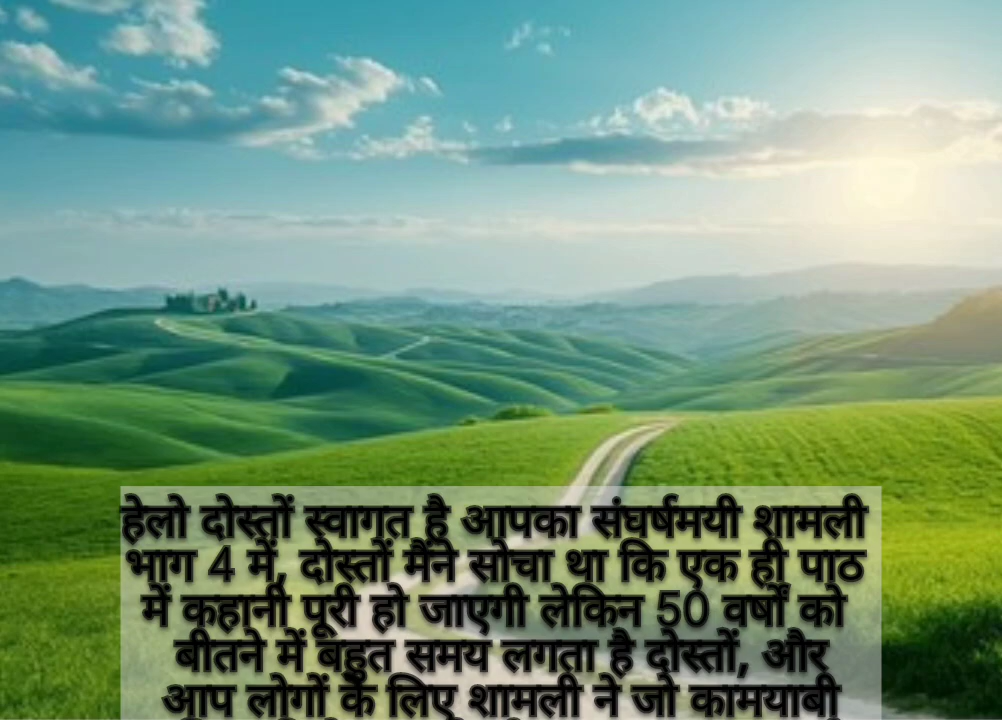 हेलो दोस्तों स्वागत है आपका संघर्षमयी शामली
भाग 4 में, दोस्तों मैंने सोचा था कि एक ही पाठ
में कहानी पूरी हो जाएगी लेकिन 50 वर्षों को
बीतने में बहुत समय लगता है दोस्तों, और
आप लोगों के लिए शामली ने जो कामयाबी